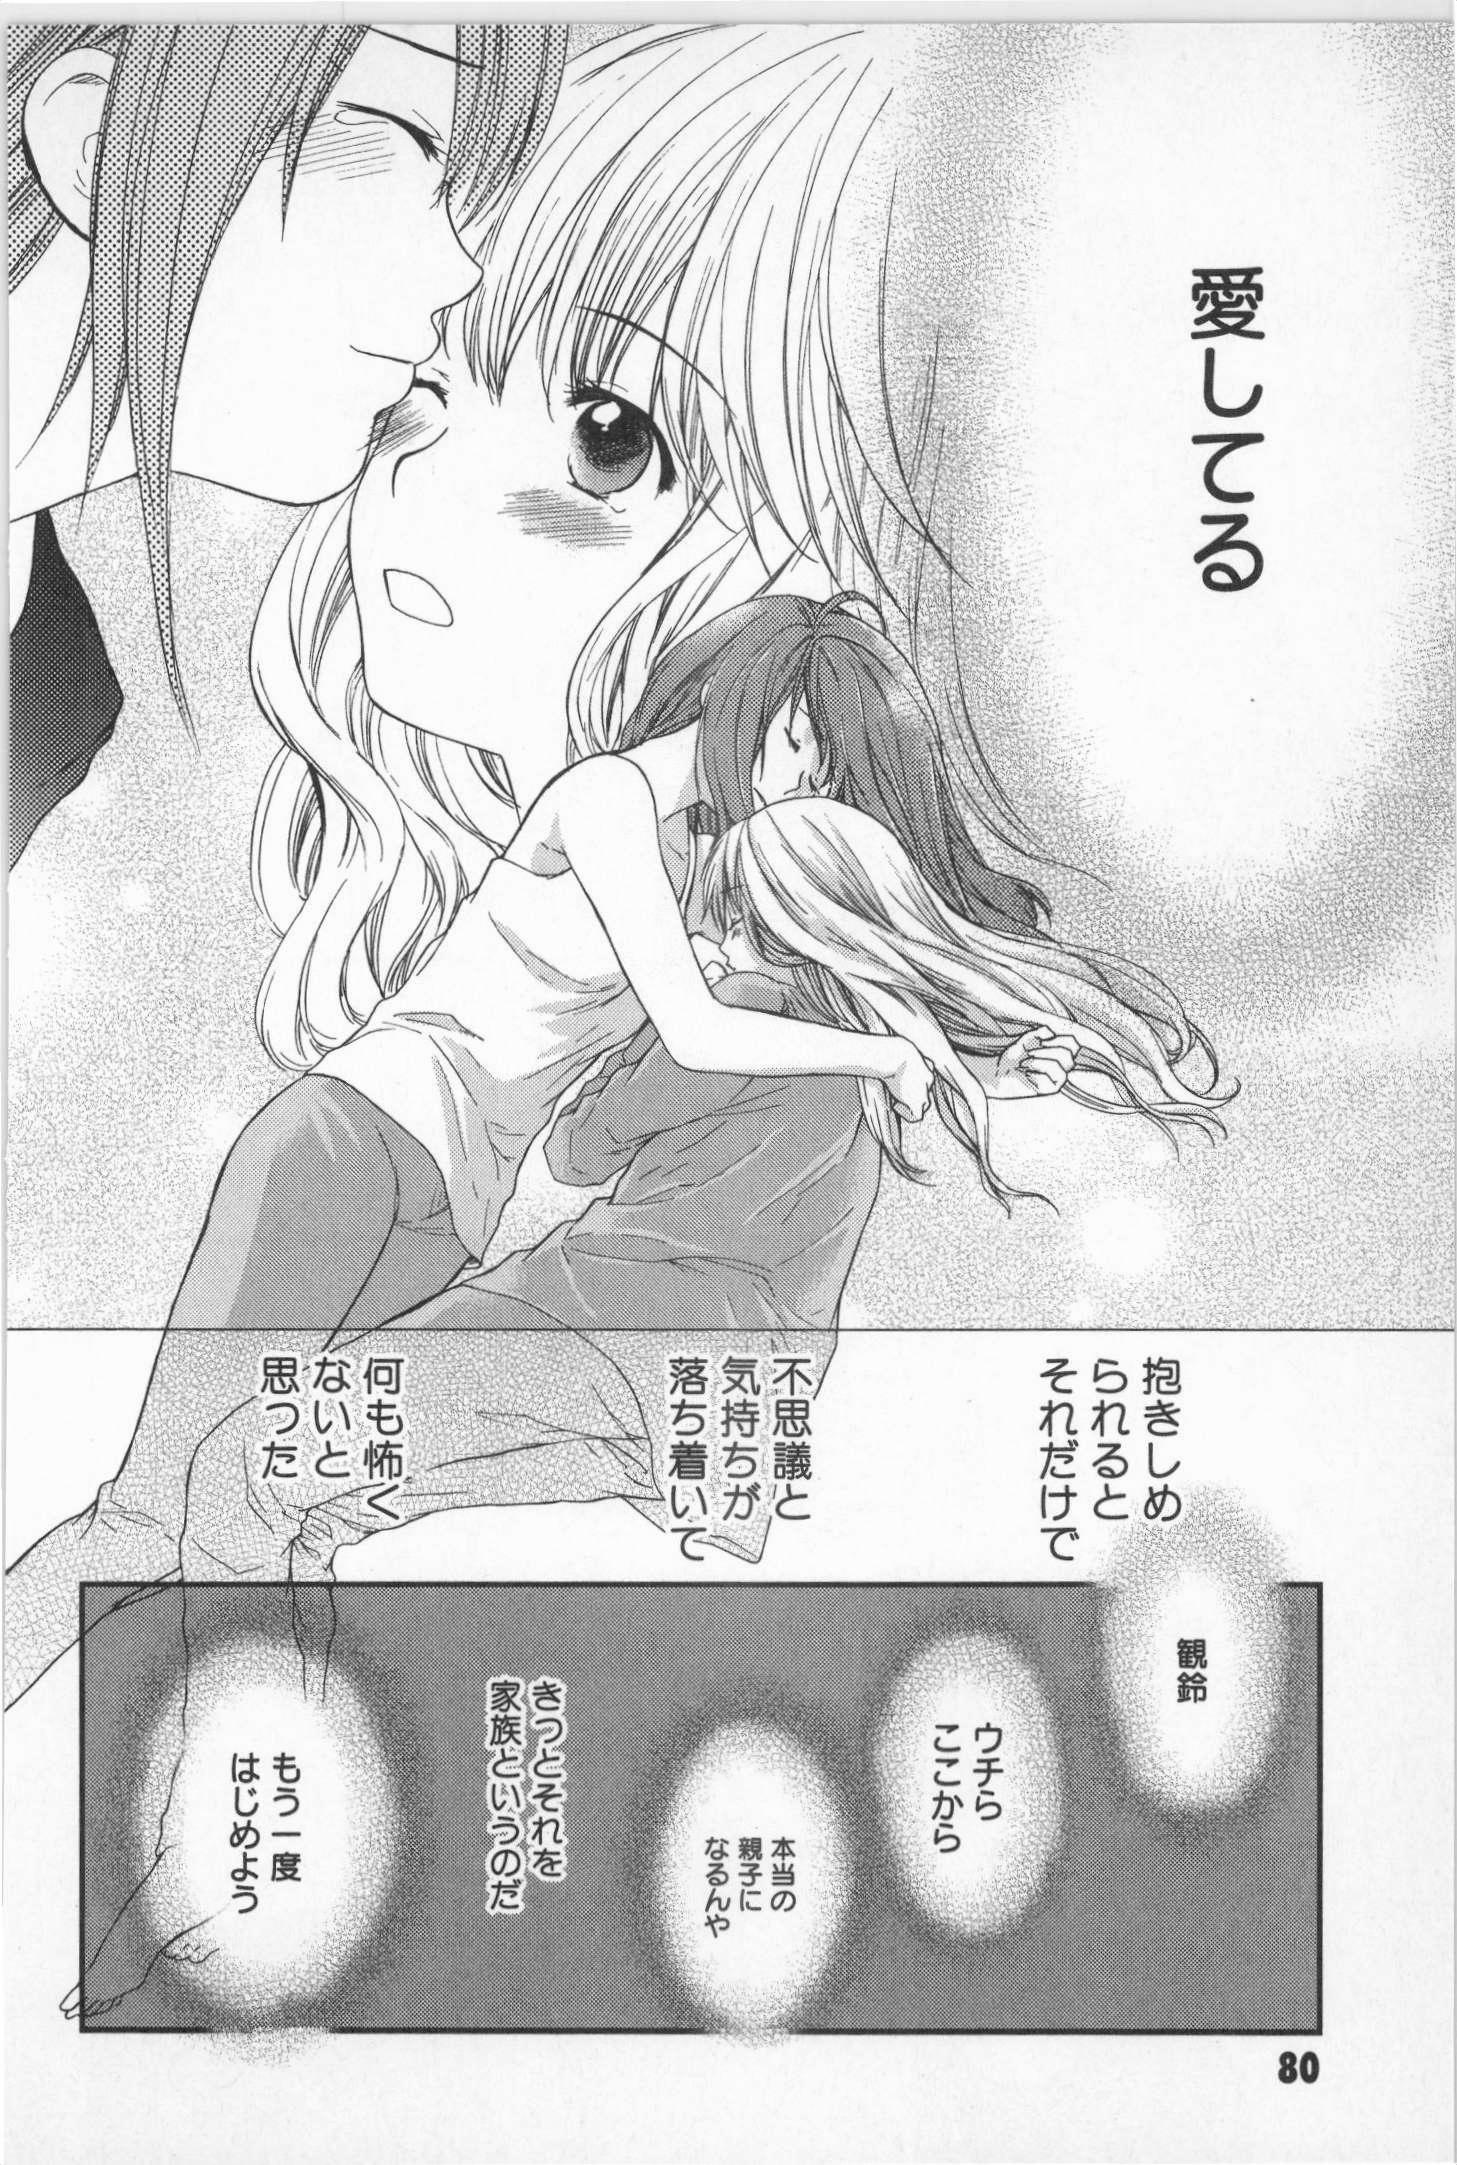 愛してる
抱きしめ
られると
それだけで
不思議と
気持ちが
落ち着いて
何も怖く
ないと
思った
観鈴
ウチら
ここから
本当の
親子に
なるんや
きっとそれを
家族というのだ
もう一度
はじめよう
80